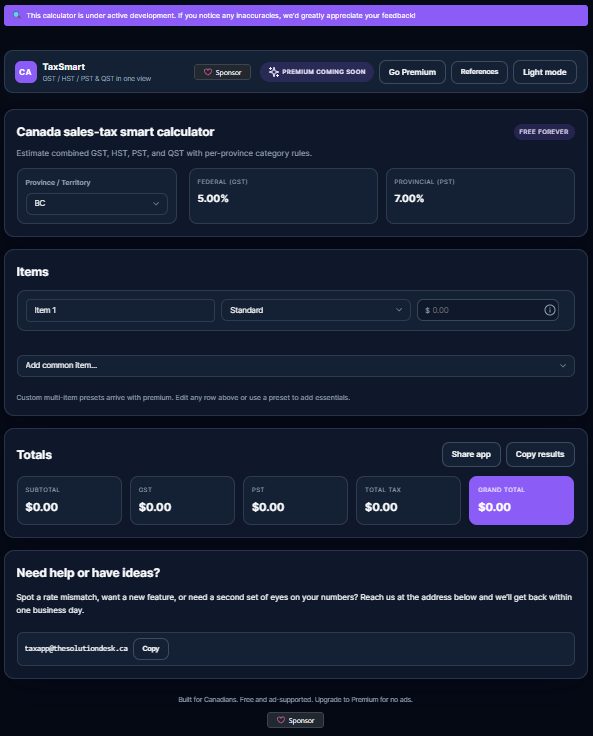 This calculator is under active development. If you notice any inaccuracies, we'd greatly appreciate your feedback!
CA
TaxSmart
GST / HST / PST & QST in one view
Sponsor
PREMIUM COMING SOON
Go Premium
References
Light mode
Canada sales-tax smart calculator
FREE FOREVER
Estimate combined GST, HST, PST, and QST with per-province category rules.
Province / Territory
BC
FEDERAL (GST)
5.00%
PROVINCIAL (PST)
7.00%
Items
Item 1
Standard
$ 0.00
Add common item...
Custom multi-item presets arrive with premium. Edit any row above or use a preset to add essentials.
Totals
Share app
Copy results
SUBTOTAL
$0.00
GST
$0.00
PST
$0.00
TOTAL TAX
$0.00
GRAND TOTAL
$0.00
Need help or have ideas?
Spot a rate mismatch, want a new feature, or need a second set of eyes on your numbers? Reach us at the address below and we'll get back within
one business day.
taxapp@thesolutiondesk.ca
Copy
Built for Canadians. Free and ad-supported. Upgrade to Premium for no ads.
Sponsor